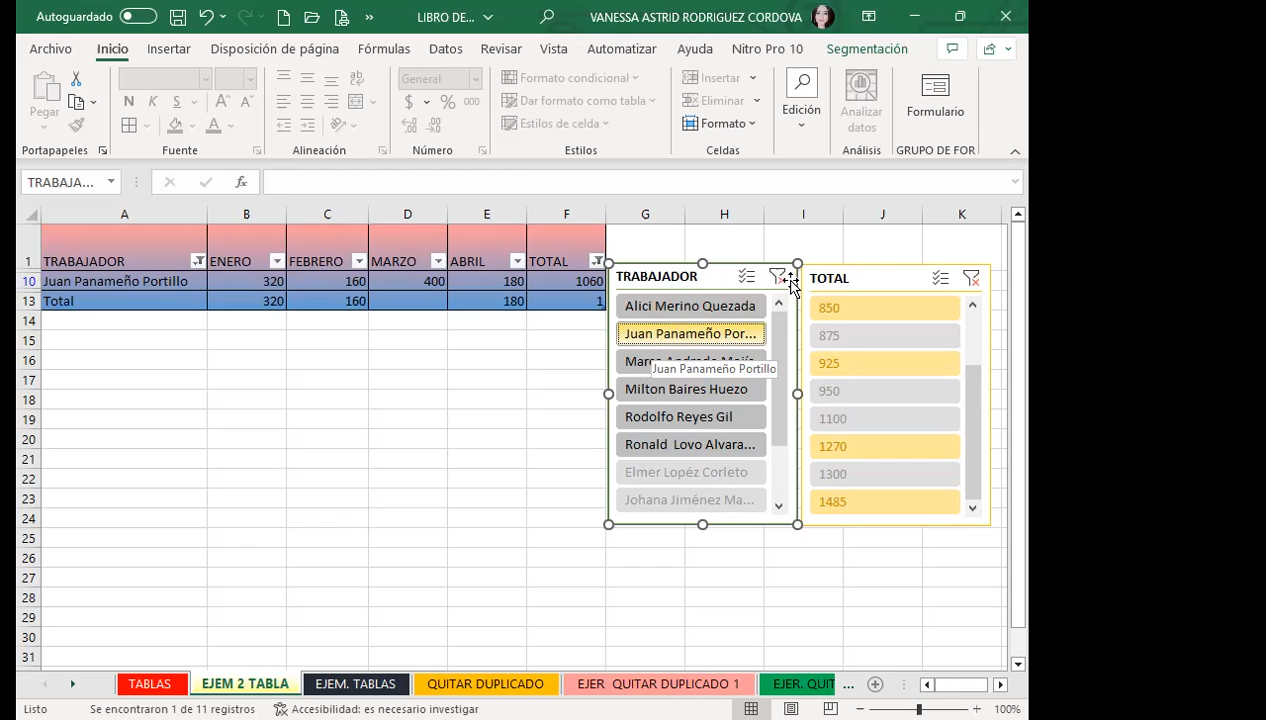 Autoguardado
LIBRO DE...
VANESSA ASTRID RODRIGUEZ CORDOVA
Archivo Inicio Insertar Disposición de página Fórmulas Datos Revisar Vista Automatizar Ayuda Nitro Pro 10 Segmentación
Pegar
Portapapeles
N K S
Fuente
Alineación
General
$ % 000
Número
Formato condicional
Dar formato como tabla
Estilos de celda
Estilos
Insertar
Eliminar
Formato
Celdas
Edición
Analizar
datos
Análisis
Formulario
GRUPO DE FOR
TRABAJA...
fx
A B C D E F G H I J K
1 TRABAJADOR ENERO FEBRERO MARZO ABRIL TOTAL
10 Juan Panameño Portillo 320 160 400 180 1060
13 Total 320 160 180 1
14
15
16
17
18
19
20
21
22
23
24
25
26
27
28
29
30
31
TRABAJADOR
Alici Merino Quezada
Juan Panameño Por...
Juan Panameño Portillo
Milton Baires Huezo
Rodolfo Reyes Gil
Ronald Lovo Alvara...
Elmer Lopéz Corleto
Johana Jiménez Ma...
TOTAL
850
875
925
950
1100
1270
1300
1485
TABLAS EJEM 2 TABLA EJEM. TABLAS QUITAR DUPLICADO EJER QUITAR DUPLICADO 1 EJER. QUIT ...
Listo Se encontraron 1 de 11 registros Accesibilidad: es necesario investigar 100%